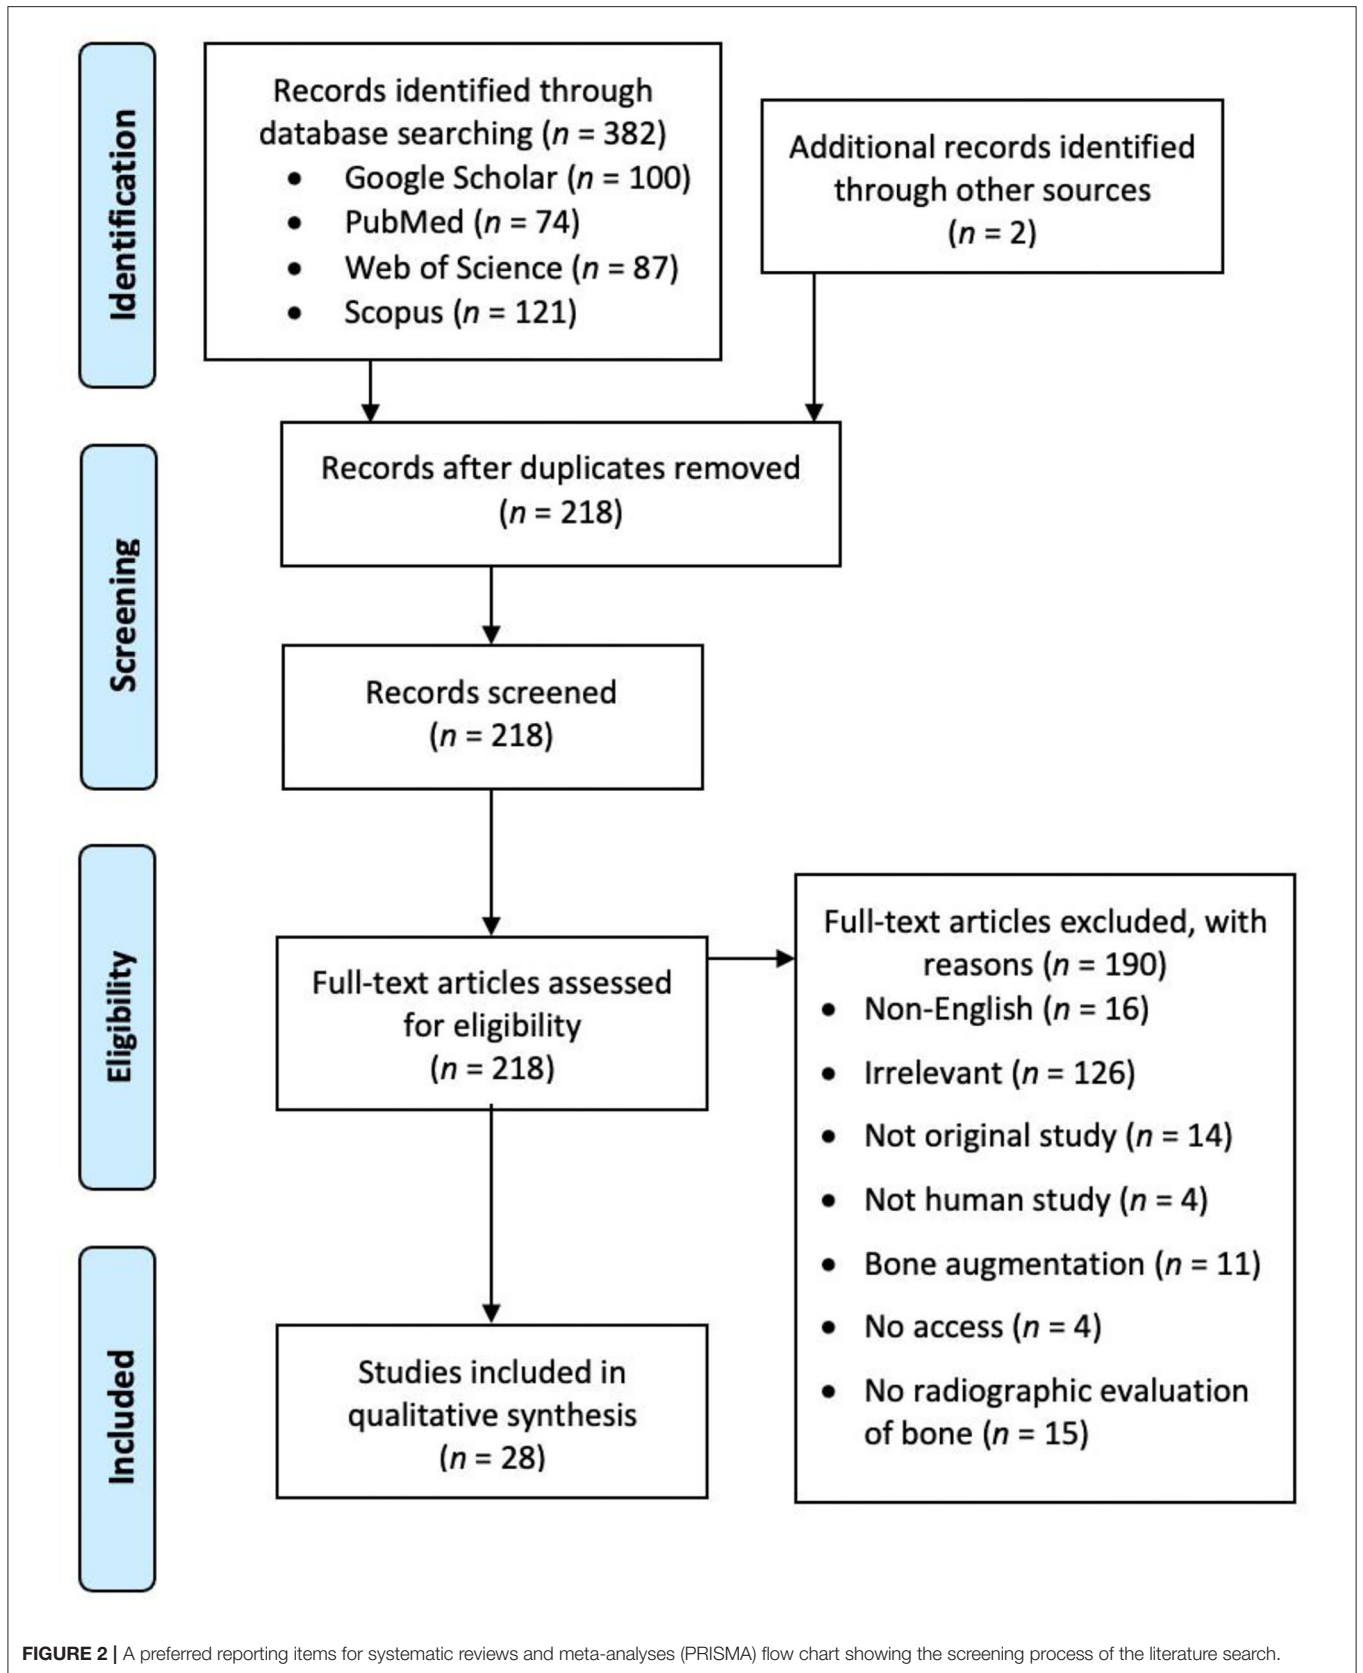 Identification
Records identified through
database searching (n = 382)
• Google Scholar (n = 100)
• PubMed (n = 74)
• Web of Science (n = 87)
• Scopus (n = 121)
Additional records identified
through other sources
(n = 2)
Screening
Records after duplicates removed
(n = 218)
Records screened
(n = 218)
Eligibility
Full-text articles assessed
for eligibility
(n = 218)
Full-text articles excluded, with
reasons (n = 190)
• Non-English (n = 16)
• Irrelevant (n = 126)
• Not original study (n = 14)
• Not human study (n = 4)
• Bone augmentation (n = 11)
• No access (n = 4)
• No radiographic evaluation
of bone (n = 15)
Included
Studies included in
qualitative synthesis
(n = 28)
FIGURE 2 | A preferred reporting items for systematic reviews and meta-analyses (PRISMA) flow chart showing the screening process of the literature search.